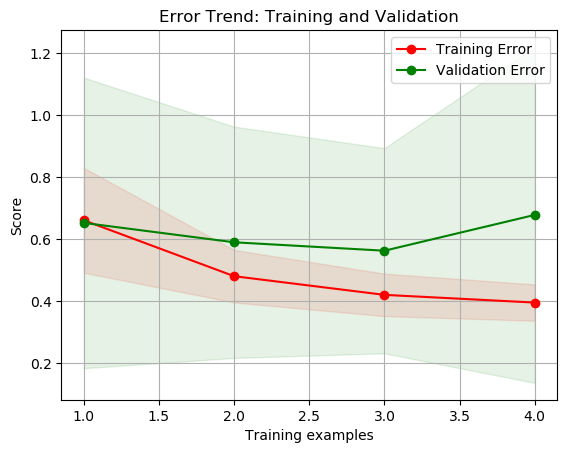 Error Trend: Training and Validation
Training Error
Validation Error
Score
1.2
1.0
0.8
0.6
0.4
0.2
1.0 1.5 2.0 2.5 3.0 3.5 4.0
Training examples